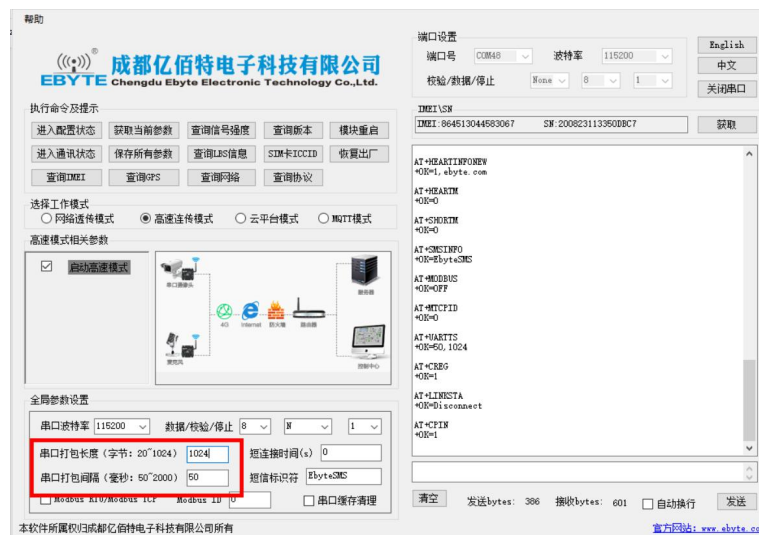 帮助
EBYTE
®
成都亿佰特电子科技有限公司
Chengdu Ebyte Electronic Technology Co.,Ltd.
执行命令及提示
进入配置状态 获取当前参数 查询信号强度 查询版本 模块重启
进入通讯状态 保存所有参数 查询LBS信息 SIM卡ICCID 恢复出厂
查询IMEI 查询GPS 查询网络 查询协议
选择工作模式
网络透传模式 高速连传模式 云平台模式 MQTT模式
高速模式相关参数
启动高速模式
串口摄像头
服务器
4G Internet 防火墙 路由器
麦克风
控制中心
全局参数设置
串口波特率 115200 数据/校验/停止 8 N 1
串口打包长度（字节：20~1024） 1024 短连接时间(s) 0
串口打包间隔（毫秒：50~2000） 50 短信标识符 EbyteSMS
Modbus RTU/Modbus TCP Modbus ID 0 串口缓存清理
本软件所属权归成都亿佰特电子科技有限公司所有
端口设置
端口号 COM48 波特率 115200
校验/数据/停止 None 8 1
English
中文
关闭串口
IMEI\SN
IMEI:864513044583067 SN:200823113350DBC7 获取
AT+HEARTINFONEW
+OK=1,ebyte.com
AT+HEARTM
+OK=0
AT+SHORTM
+OK=0
AT+SMSINFO
+OK=EbyteSMS
AT+MODBUS
+OK=OFF
AT+MTCPID
+OK=0
AT+UARTTS
+OK=50,1024
AT+CREG
+OK=1
AT+LINKSTA
+OK=Disconnect
AT+CPIN
+OK=1
清空 发送bytes: 386 接收bytes: 601 自动换行 发送
官方网站：www.ebyte.co